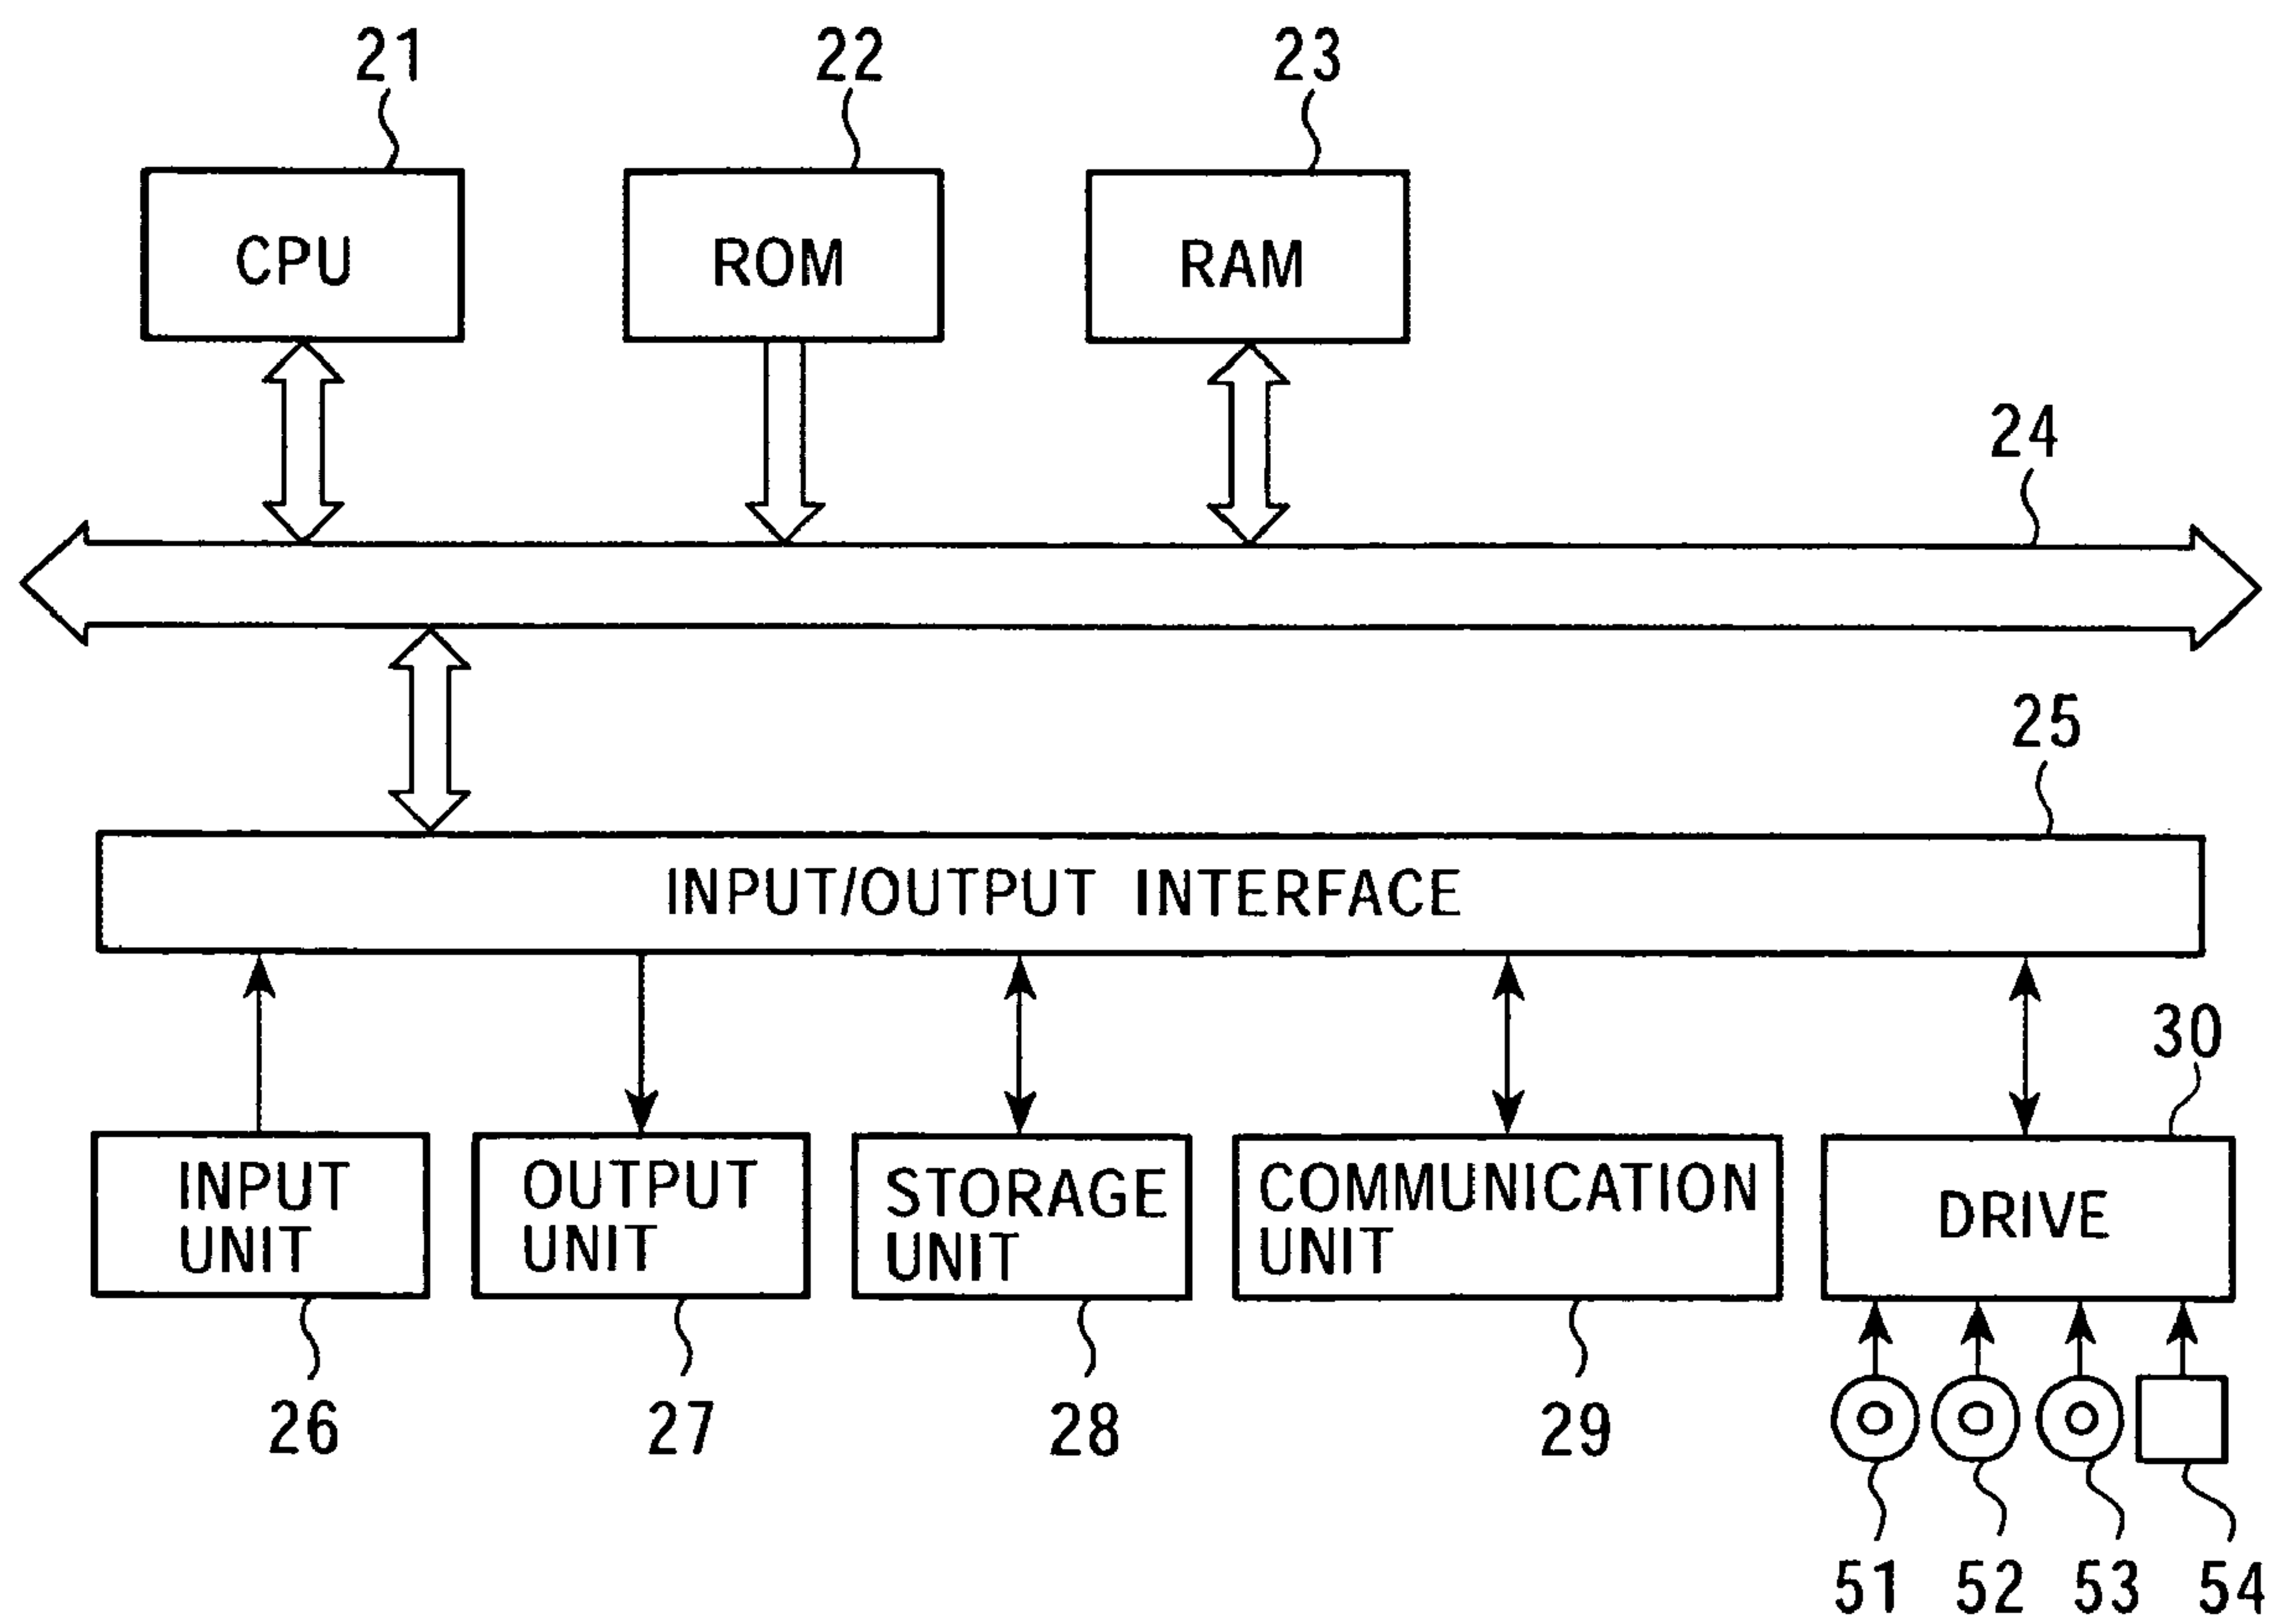 21
22
23
CPU
ROM
RAM
24
25
INPUT/OUTPUT INTERFACE
30
INPUT
UNIT
OUTPUT
UNIT
STORAGE
UNIT
COMMUNICATION
UNIT
DRIVE
26
27
28
29
51
52
53
54